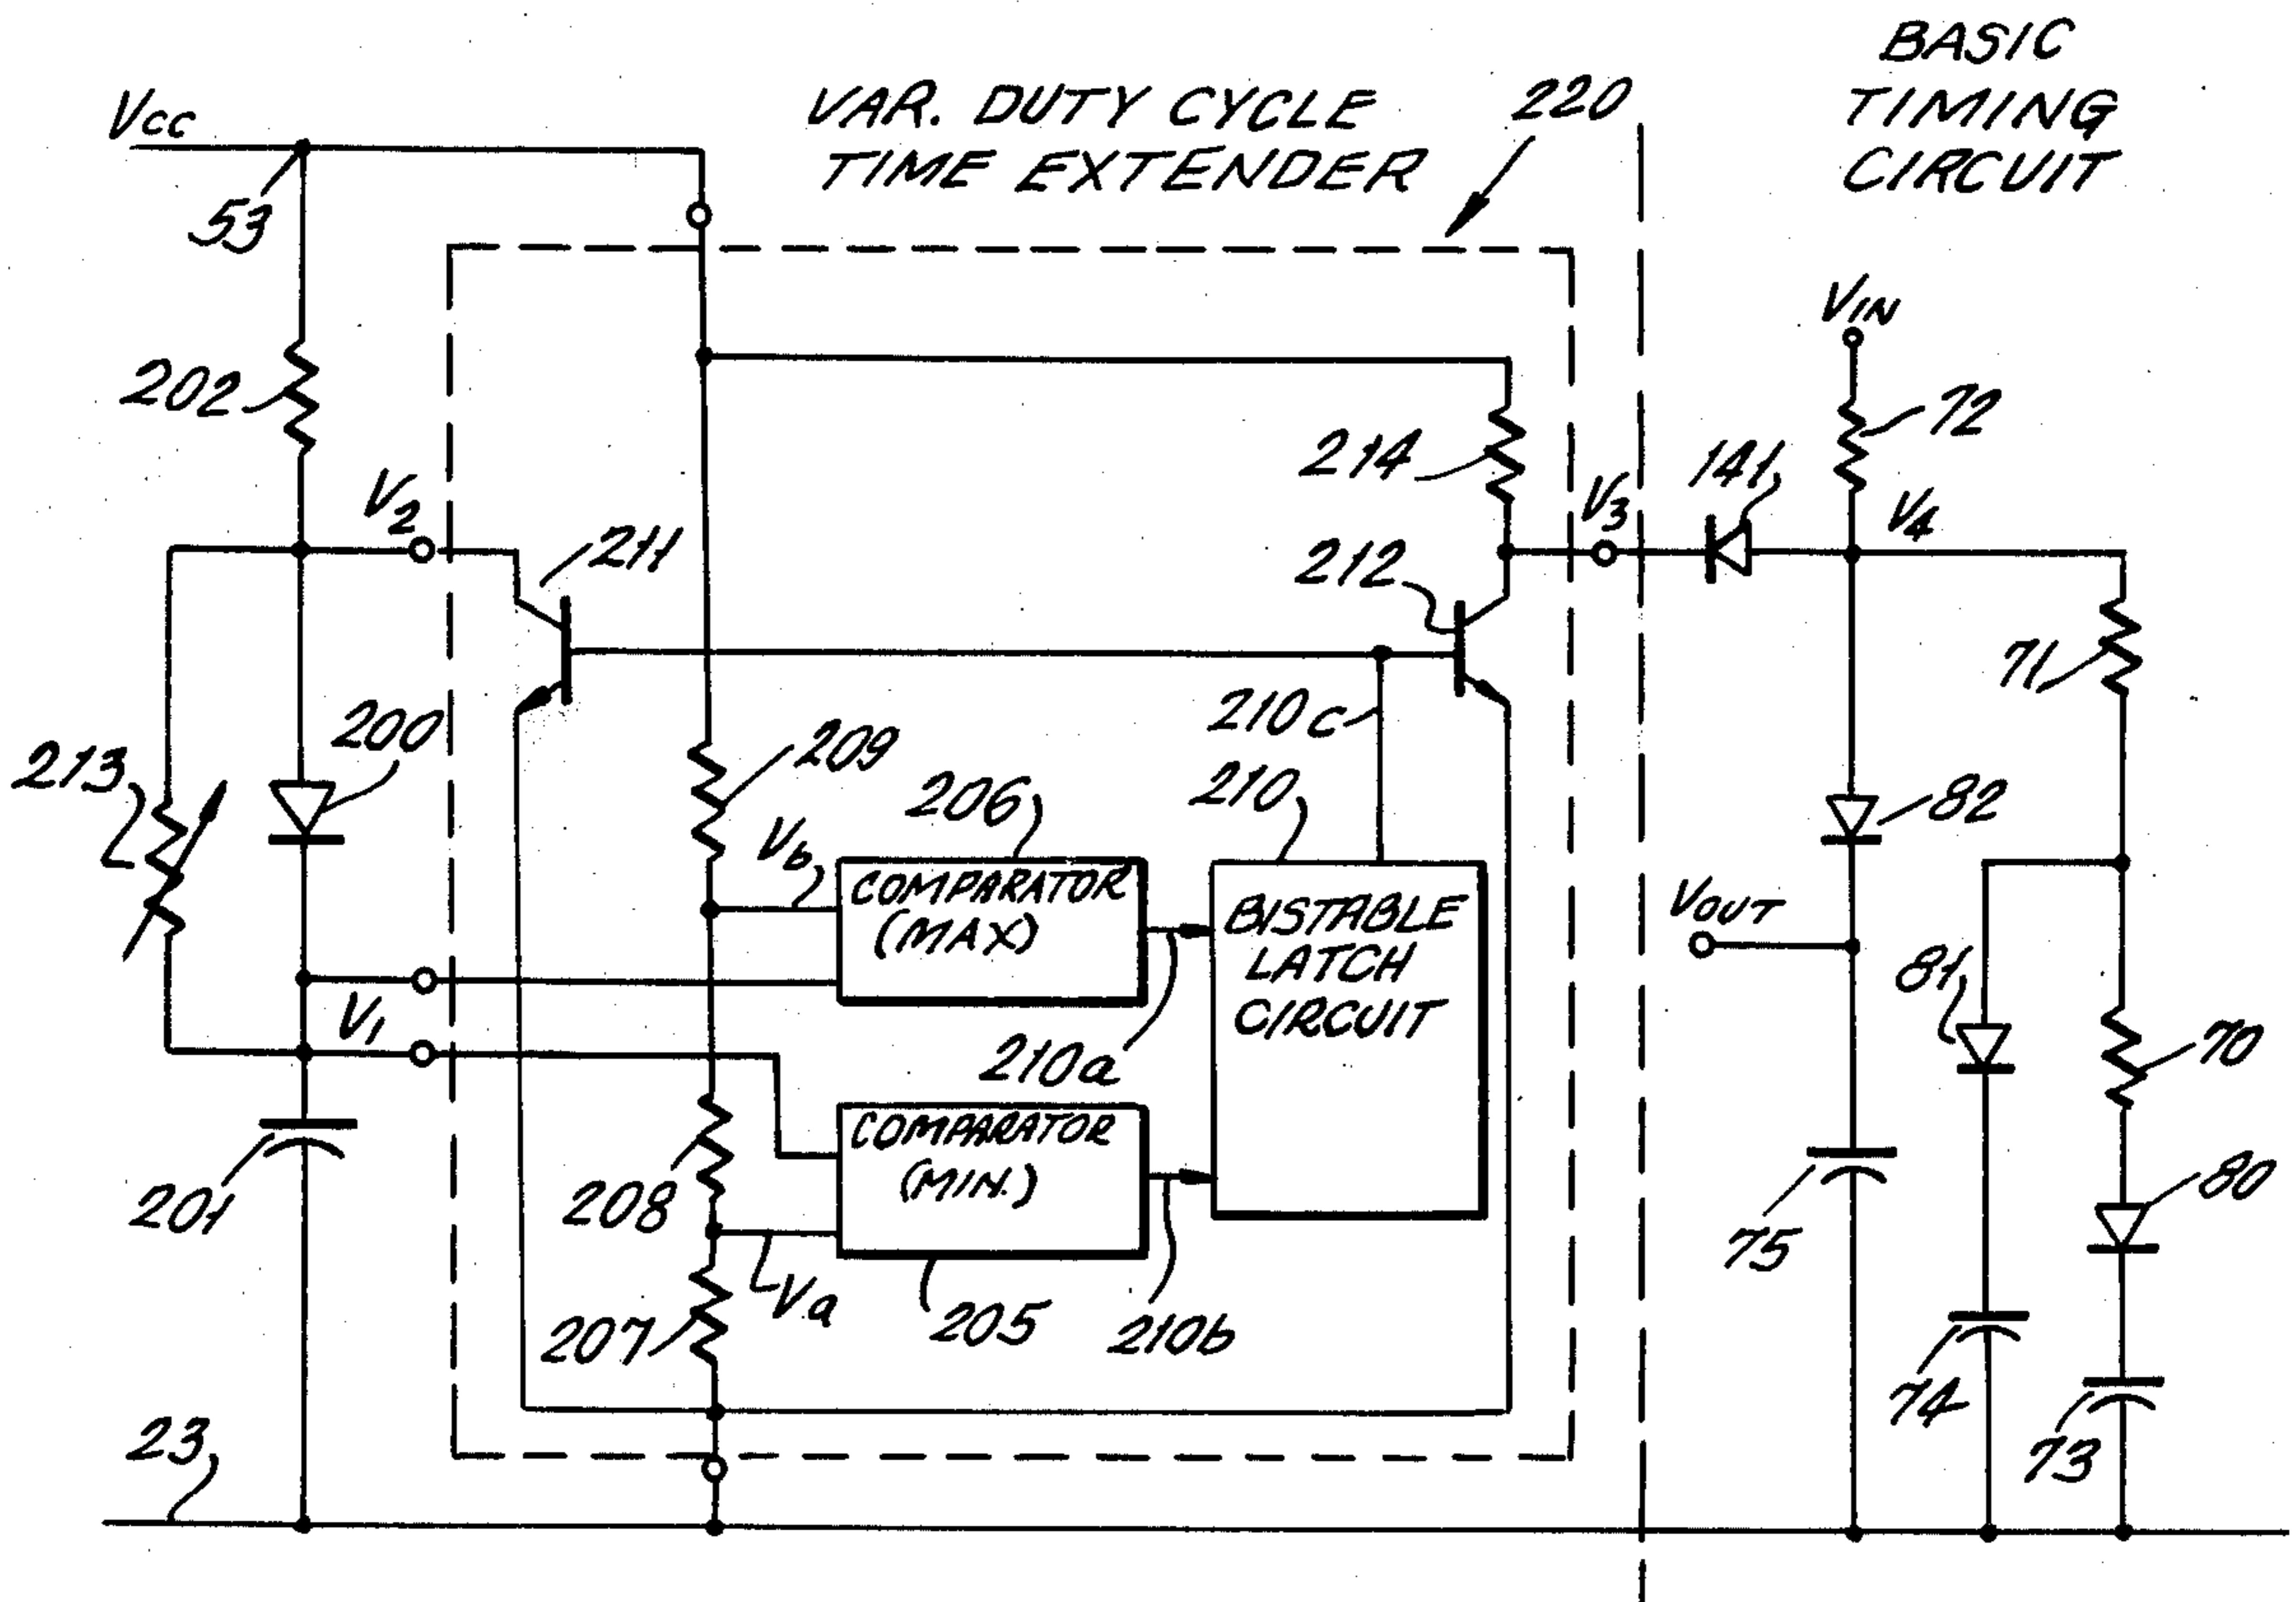 BASIC
TIMING
CIRCUIT
VAR. DUTY CYCLE
TIME EXTENDER
220
Vcc
53
VIN
202
72
214
141
V2
V3
V4
211
212
71
200
210c
213
209
206
210
82
Vb
COMPARATOR
(MAX)
BISTABLE
LATCH
CIRCUIT
VOUT
81
V1
210a
70
COMPARATOR
(MIN.)
208
201
80
75
Va
207
205
210b
74
73
23